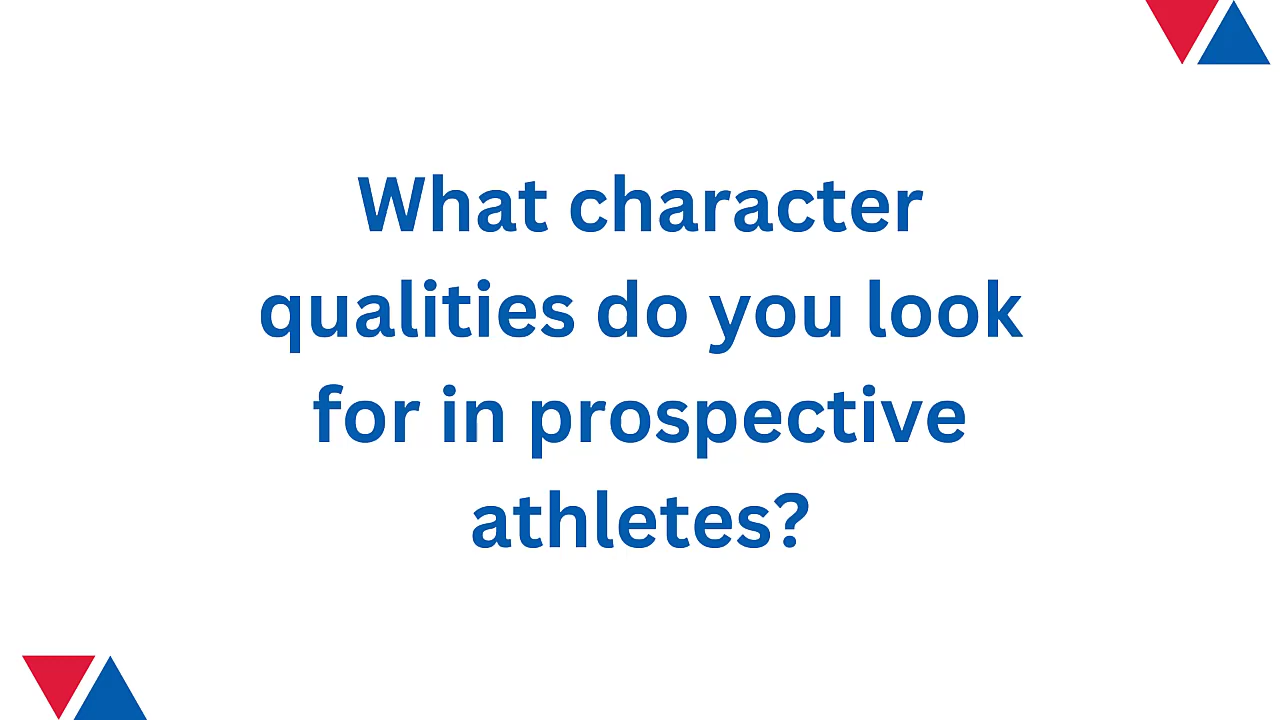 What character
qualities do you look
for in prospective
athletes?